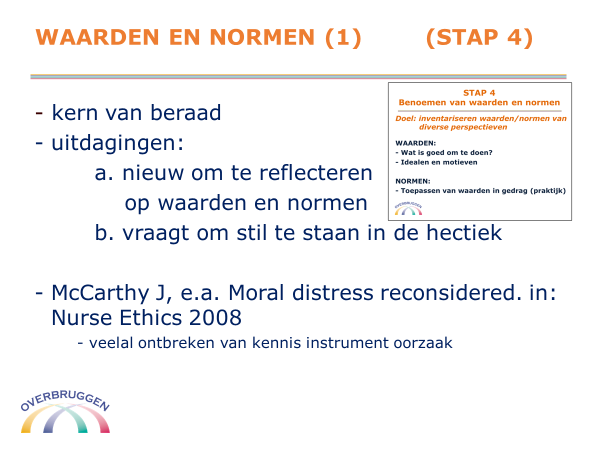 WAARDEN EN NORMEN (1) (STAP 4)
- kern van beraad
- uitdagingen:
a. nieuw om te reflecteren
op waarden en normen
b. vraagt om stil te staan in de hectiek
- McCarthy J, e.a. Moral distress reconsidered. in:
Nurse Ethics 2008
- veelal ontbreken van kennis instrument oorzaak
STAP 4
Benoemen van waarden en normen
Doel: inventariseren waarden/normen van
diverse perspectieven
WAARDEN:
- Wat is goed om te doen?
- Idealen en motieven
NORMEN:
- Toepassen van waarden in gedrag (praktijk)
OVERBRUGGEN
OVERBRUGGEN